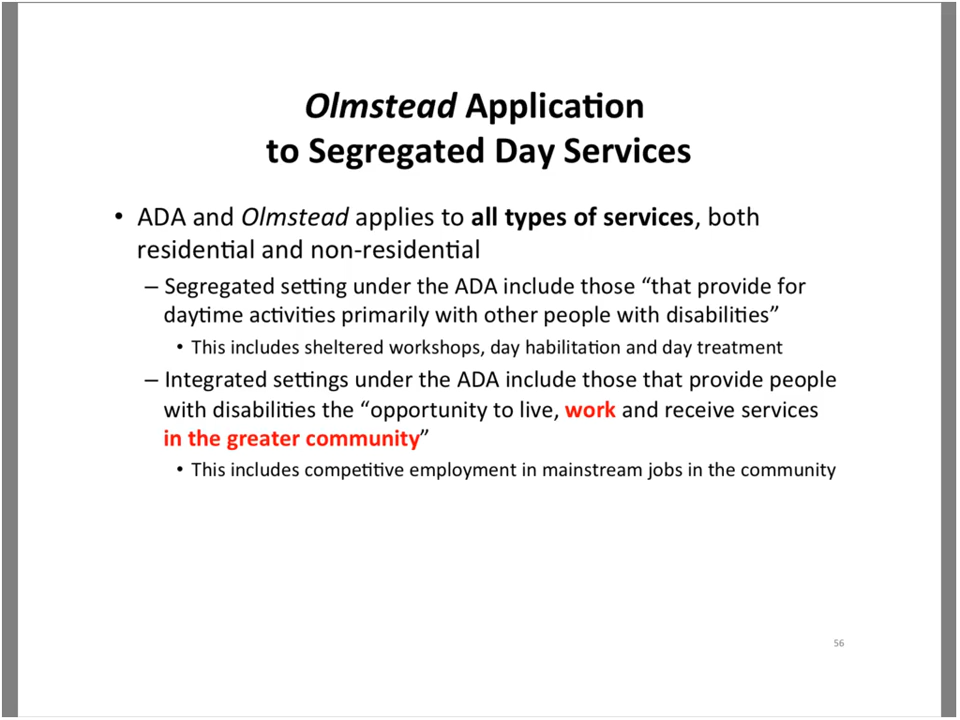 Olmstead Application
to Segregated Day Services
• ADA and Olmstead applies to all types of services, both
residential and non-residential
– Segregated setting under the ADA include those “that provide for
daytime activities primarily with other people with disabilities”
• This includes sheltered workshops, day habilitation and day treatment
– Integrated settings under the ADA include those that provide people
with disabilities the “opportunity to live, work and receive services
in the greater community”
• This includes competitive employment in mainstream jobs in the community
56